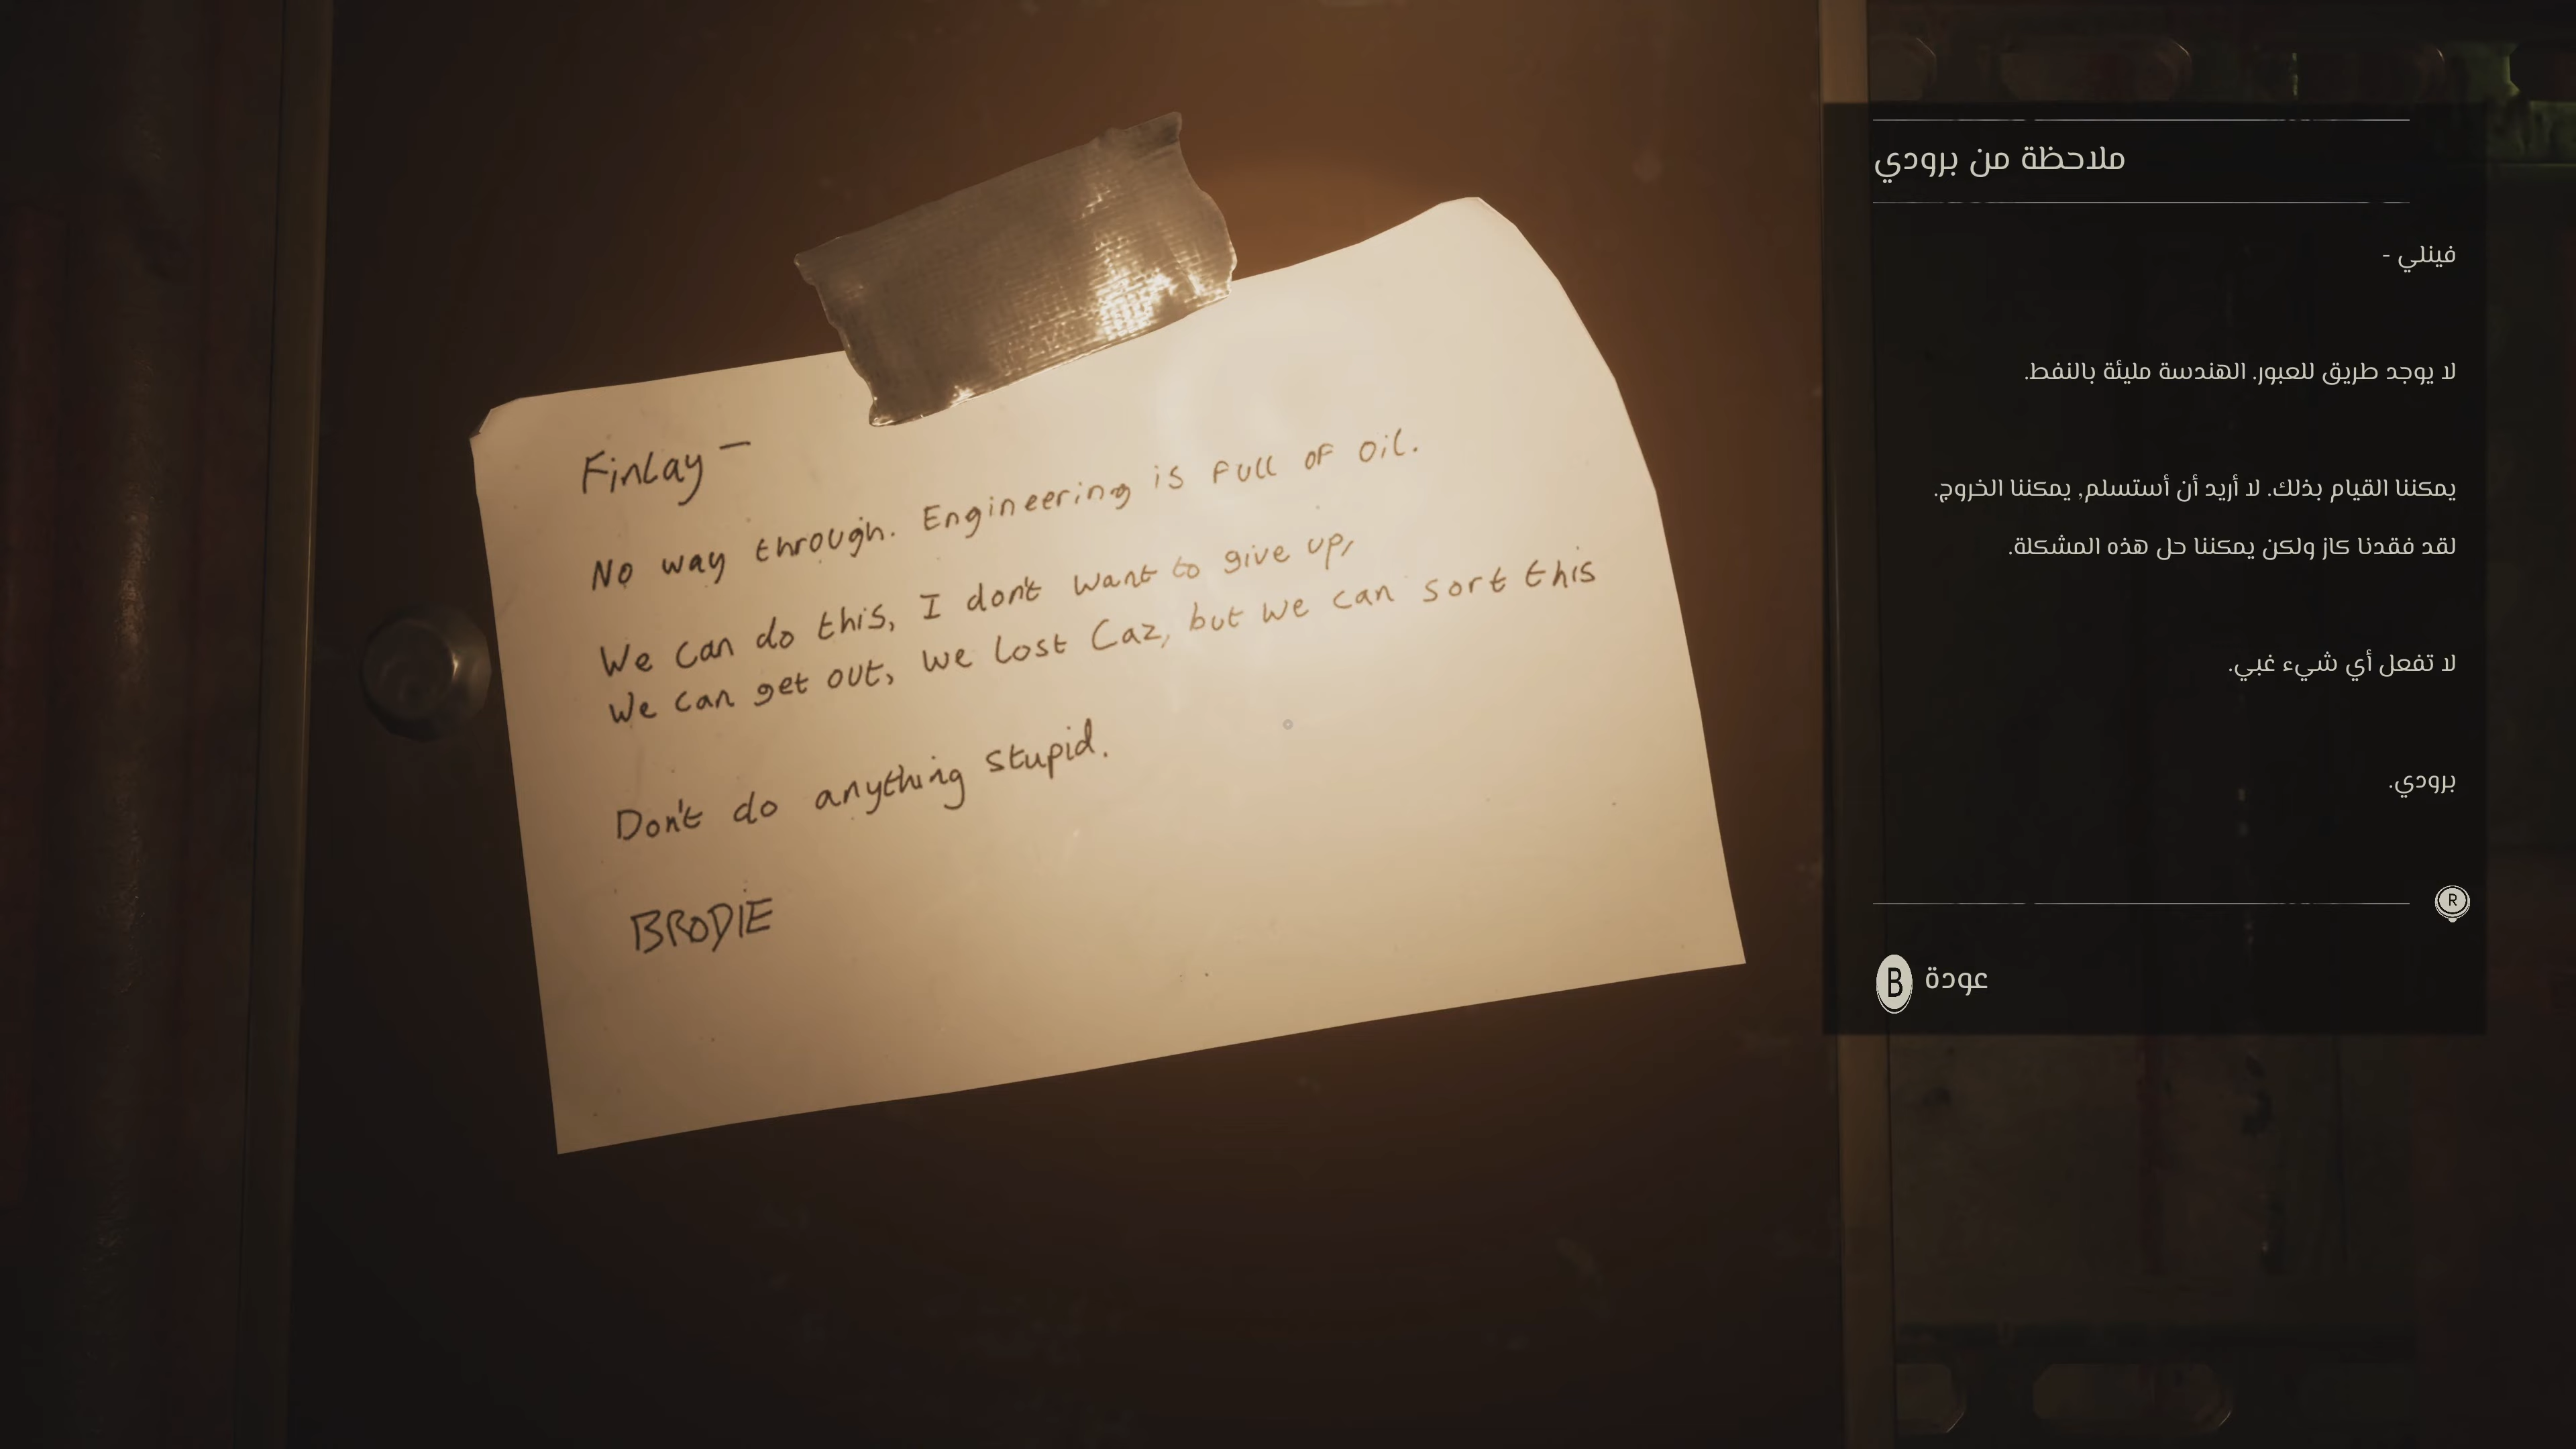 Finlay —
No way through. Engineering is full of oil.
We can do this, I don't want to give up,
We can get out, we lost Caz, but we can sort this
Don't do anything stupid.
BRODIE
ملاحظة من برودي
فينلي -
لا يوجد طريق للعبور. الهندسة مليئة بالنفط.
يمكننا القيام بذلك. لا أريد أن أستسلم, يمكننا الخروج.
لقد فقدنا كاز ولكن يمكننا حل هذه المشكلة.
لا تفعل أي شيء غبي.
برودي.
R
B عودة